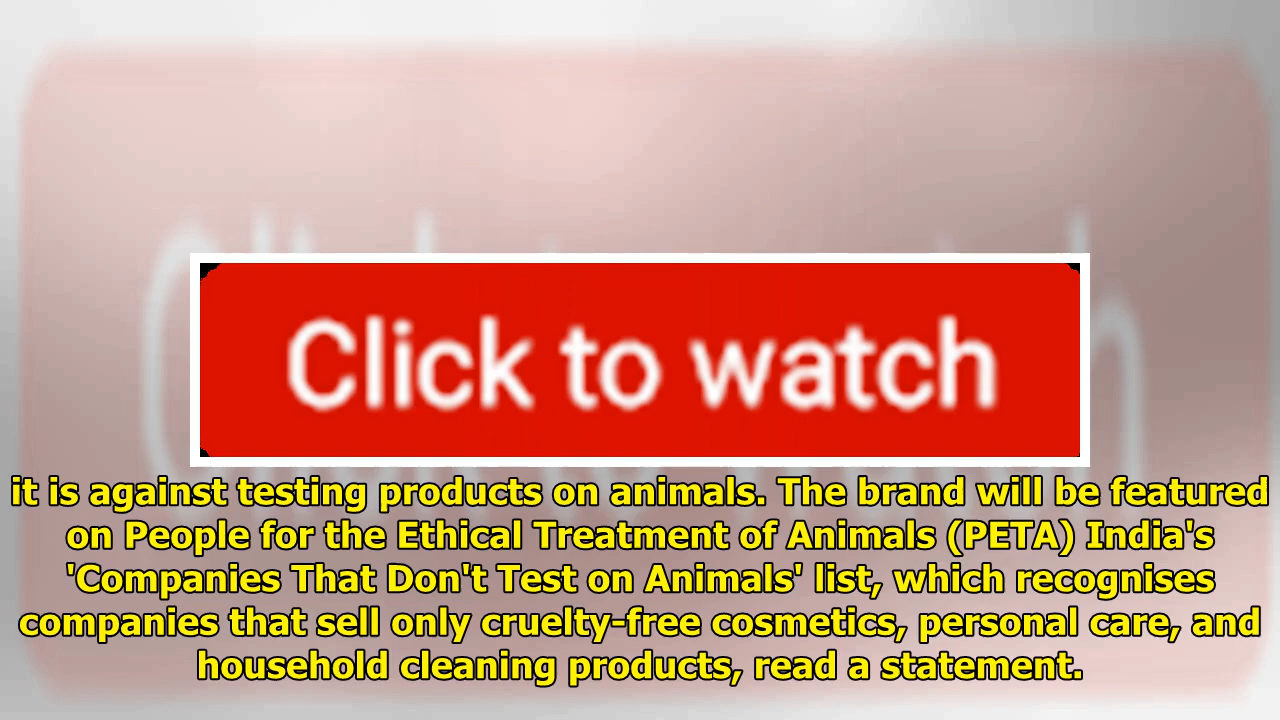 Click to watch
it is against testing products on animals. The brand will be featured
on People for the Ethical Treatment of Animals (PETA) India's
'Companies That Don't Test on Animals' list, which recognises
companies that sell only cruelty-free cosmetics, personal care, and
household cleaning products, read a statement.